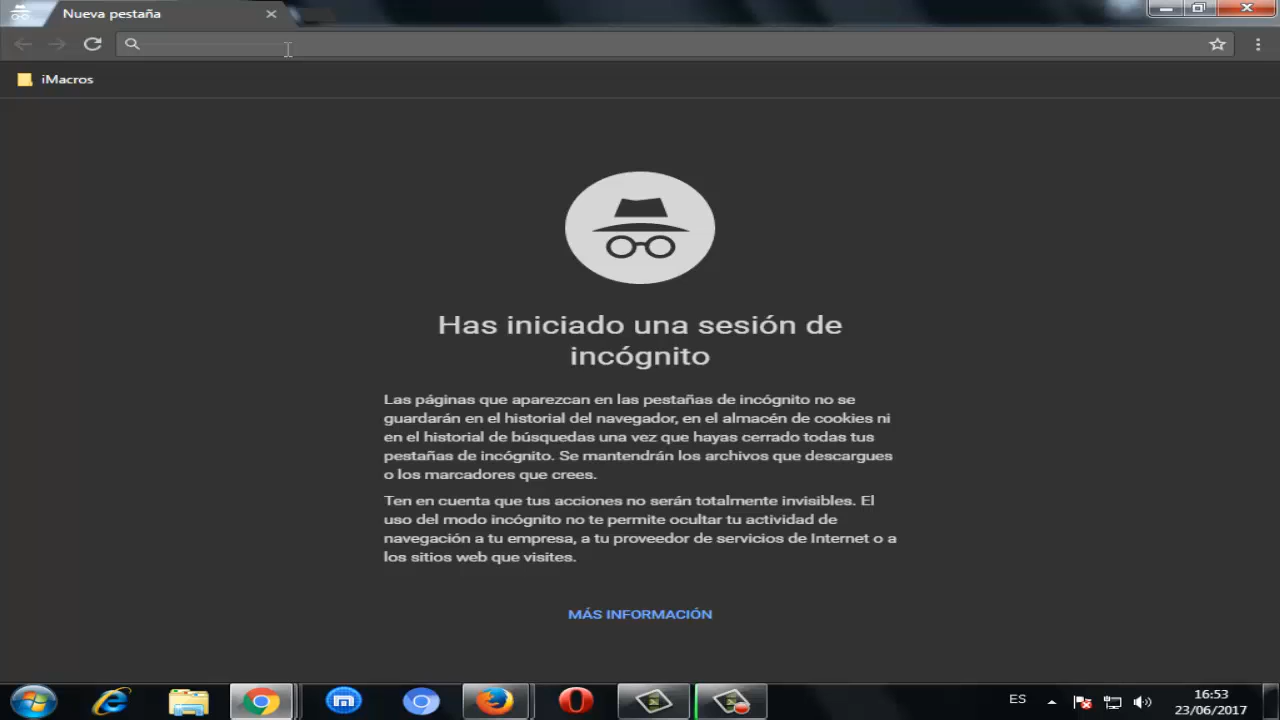 Nueva pestaña
iMacros
Has iniciado una sesión de
incógnito
Las páginas que aparezcan en las pestañas de incógnito no se
guardarán en el historial del navegador, en el almacén de cookies ni
en el historial de búsquedas una vez que hayas cerrado todas tus
pestañas de incógnito. Se mantendrán los archivos que descargues
o los marcadores que crees.
Ten en cuenta que tus acciones no serán totalmente invisibles. El
uso del modo incógnito no te permite ocultar tu actividad de
navegación a tu empresa, a tu proveedor de servicios de Internet o a
los sitios web que visites.
MÁS INFORMACIÓN
ES
16:53
23/06/2017